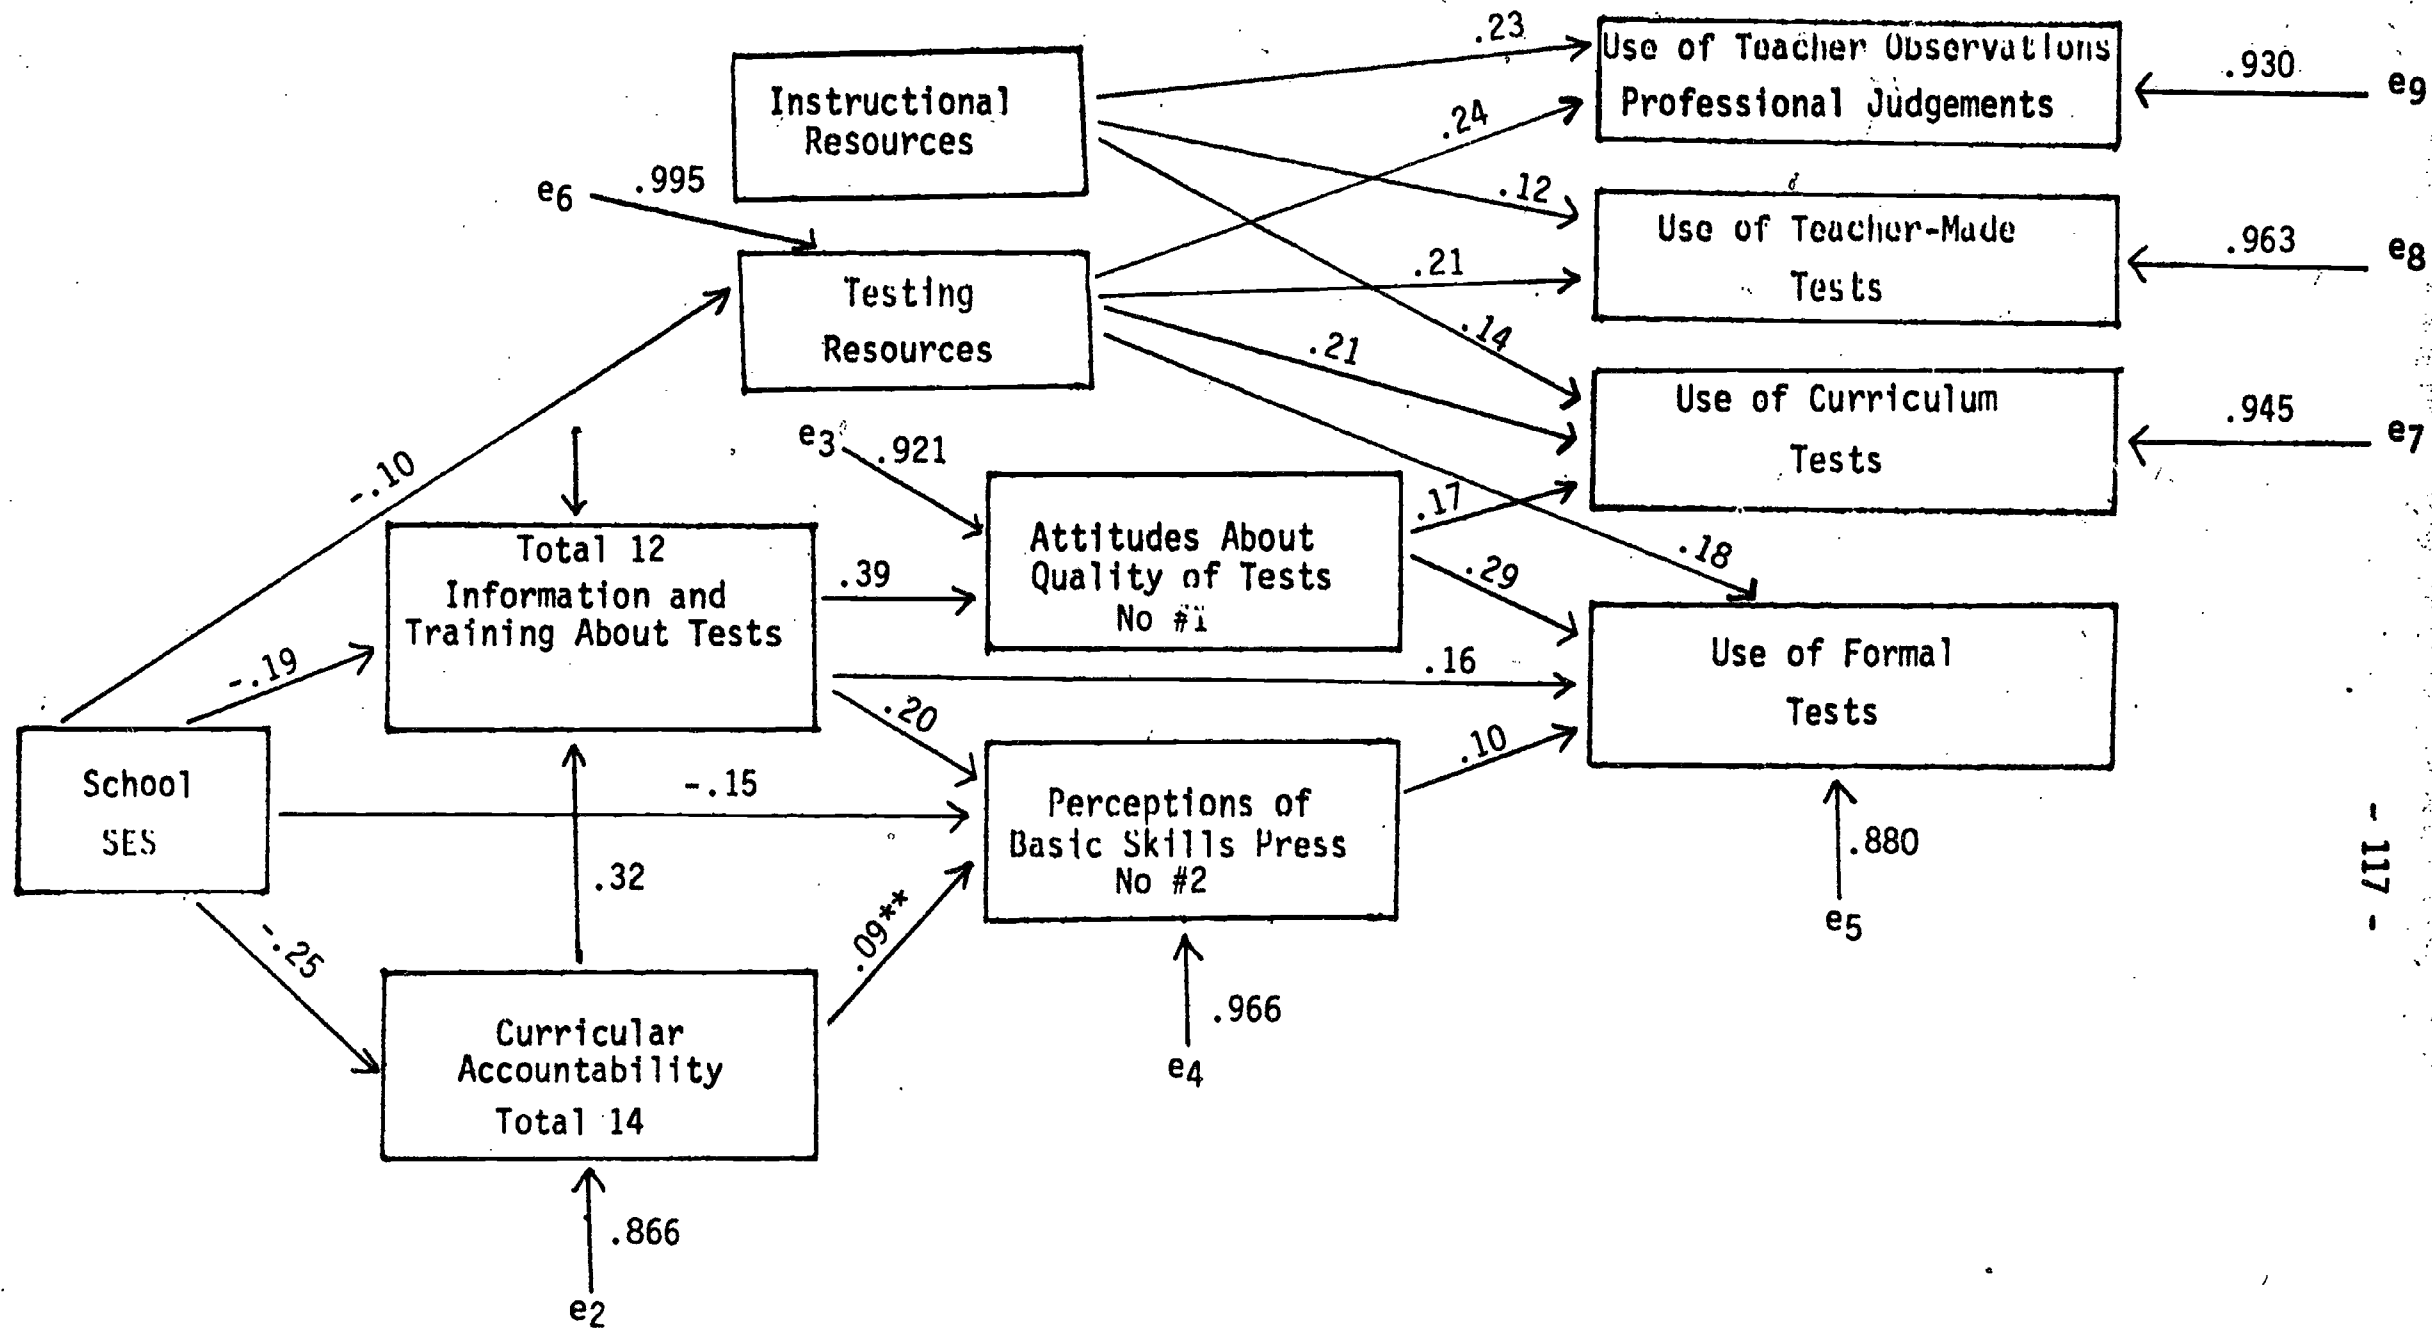 Instructional
Resources
e6
.995
Testing
Resources
.23
.24
.12
.21
.14
.21
.18
Use of Teacher Observations
Professional Judgements
.930
e9
Use of Teacher-Made
Tests
.963
e8
Use of Curriculum
Tests
.945
e7
-.10
-.19
e3
.921
Total 12
Information and
Training About Tests
.39
Attitudes About
Quality of Tests
No #1
.17
.29
.16
.20
.10
Use of Formal
Tests
.880
e5
School
SES
-.15
-.25
.32
.09**
Perceptions of
Basic Skills Press
No #2
.966
e4
Curricular
Accountability
Total 14
.866
e2
- 117 -